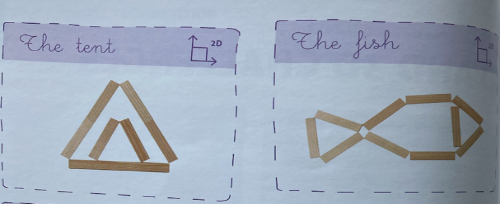 The tent
2D
The fish